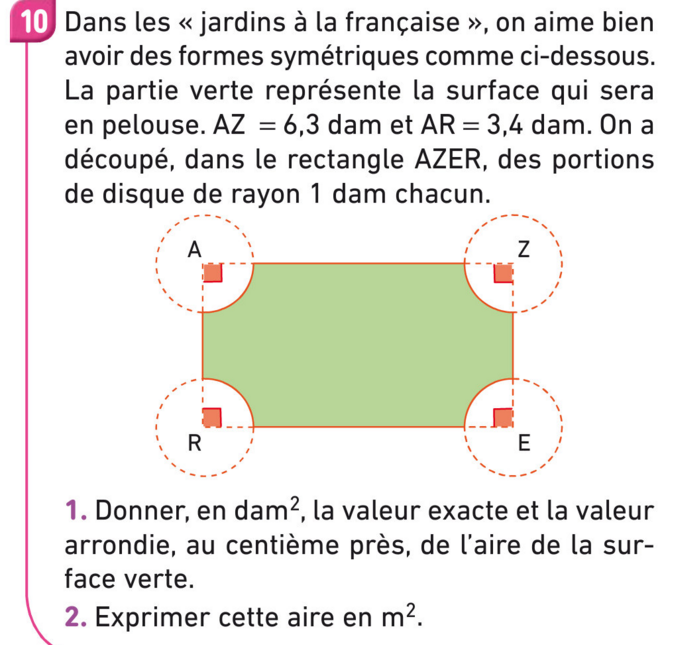 10 Dans les « jardins à la française », on aime bien
avoir des formes symétriques comme ci-dessous.
La partie verte représente la surface qui sera
en pelouse. AZ = 6,3 dam et AR = 3,4 dam. On a
découpé, dans le rectangle AZER, des portions
de disque de rayon 1 dam chacun.
A Z
R E
1. Donner, en dam², la valeur exacte et la valeur
arrondie, au centième près, de l’aire de la sur-
face verte.
2. Exprimer cette aire en m².